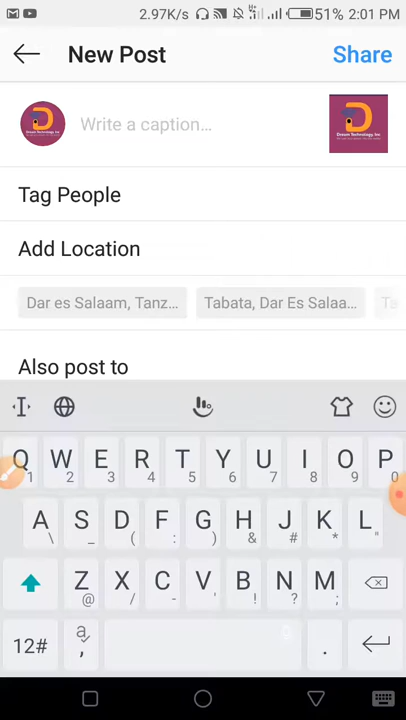 2.97K/s 51% 2:01 PM
New Post Share
Write a caption...
Tag People
Add Location
Dar es Salaam, Tanz... Tabata, Dar Es Salaa...
Also post to
Q W E R T Y U I O P
1 2 3 4 5 6 7 8 9 0
A S D F G H J K L
\ _ ( : ) & # * "
Z X C V B N M
@ / - ' ! ? ;
12# a , .